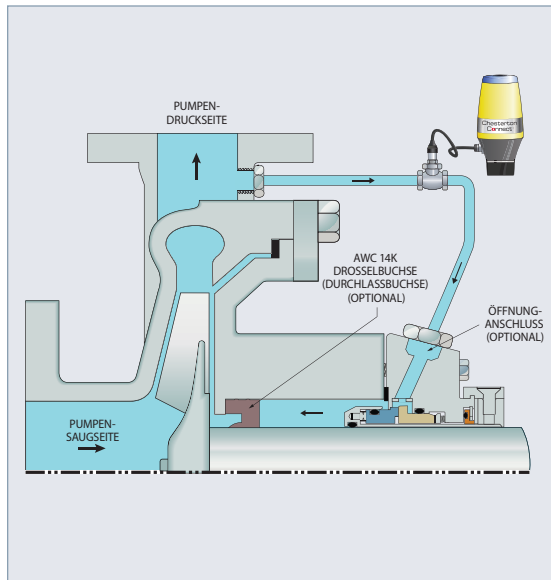 PUMPEN-
DRUCKSEITE
Chesterton
Connect
AWC 14K
DROSSELBUCHSE
(DURCHLASSBUCHSE)
(OPTIONAL)
ÖFFNUNG-
ANSCHLUSS
(OPTIONAL)
PUMPEN-
SAUGSEITE